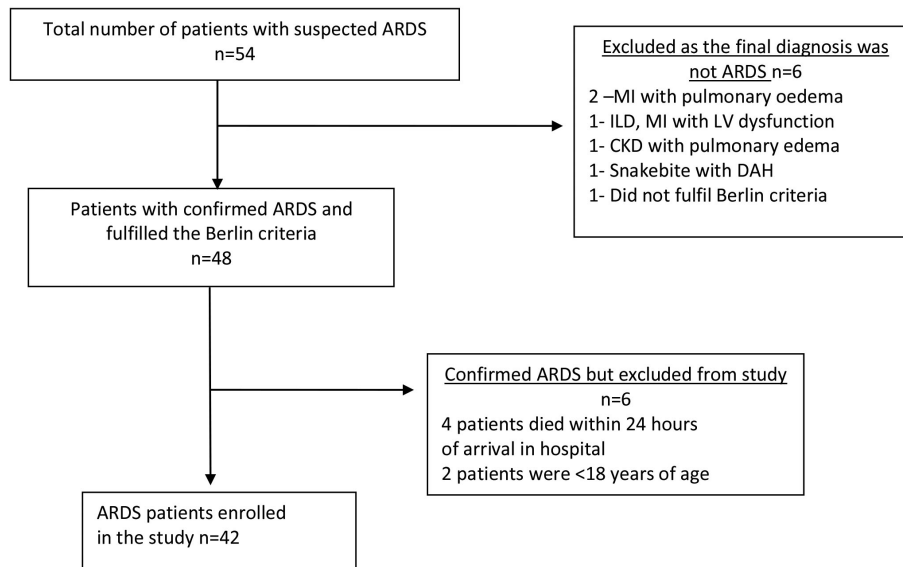 Total number of patients with suspected ARDS
n=54
Excluded as the final diagnosis was
not ARDS n=6
2 –MI with pulmonary oedema
1- ILD, MI with LV dysfunction
1- CKD with pulmonary edema
1- Snakebite with DAH
1- Did not fulfil Berlin criteria
Patients with confirmed ARDS and
fulfilled the Berlin criteria
n=48
Confirmed ARDS but excluded from study
n=6
4 patients died within 24 hours
of arrival in hospital
2 patients were <18 years of age
ARDS patients enrolled
in the study n=42